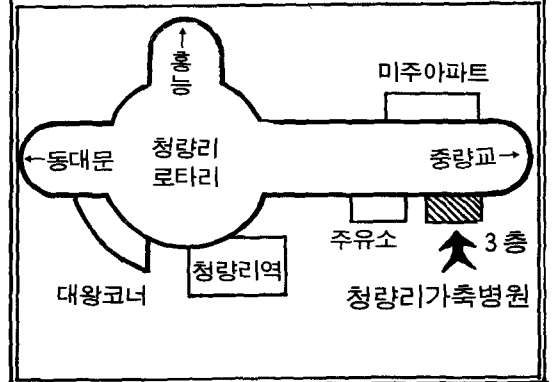 ↑
홍
능
미주아파트
←동대문
청량리
로타리
중량교→
주유소
3층
대왕코너
청량리역
청량리가축병원